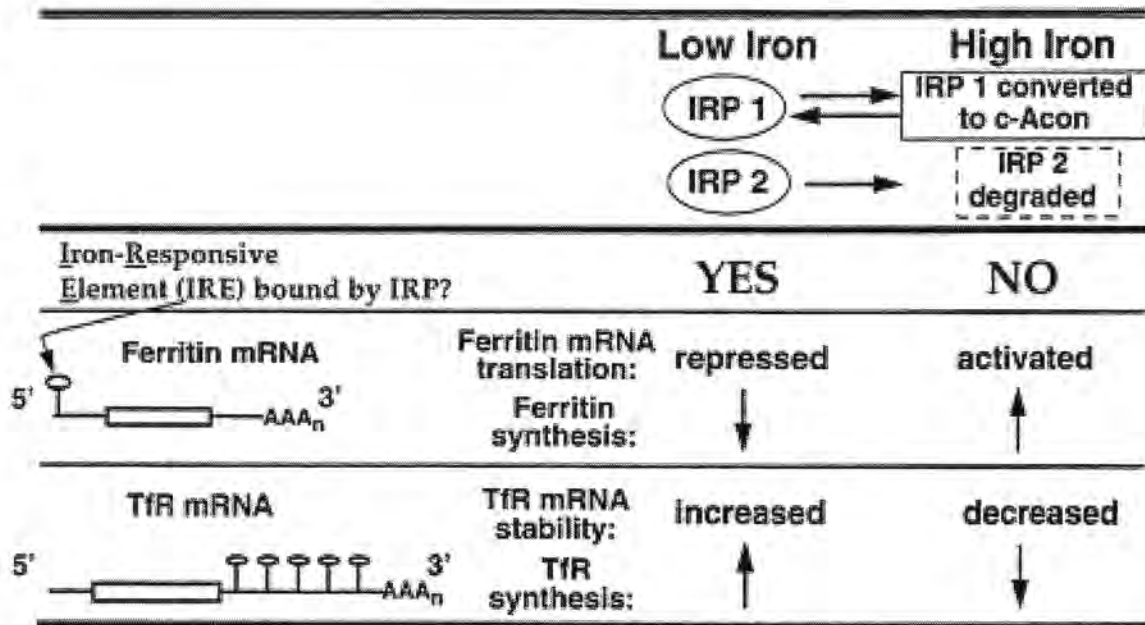 Low Iron High Iron
IRP 1 IRP 1 converted
to c-Acon
IRP 2 IRP 2
degraded
Iron-Responsive
Element (IRE) bound by IRP? YES NO
Ferritin mRNA
5' 3'
AAAn
Ferritin mRNA
translation: repressed activated
Ferritin
synthesis:
TfR mRNA
5' 3'
AAAn
TfR mRNA
stability: increased decreased
TfR
synthesis: